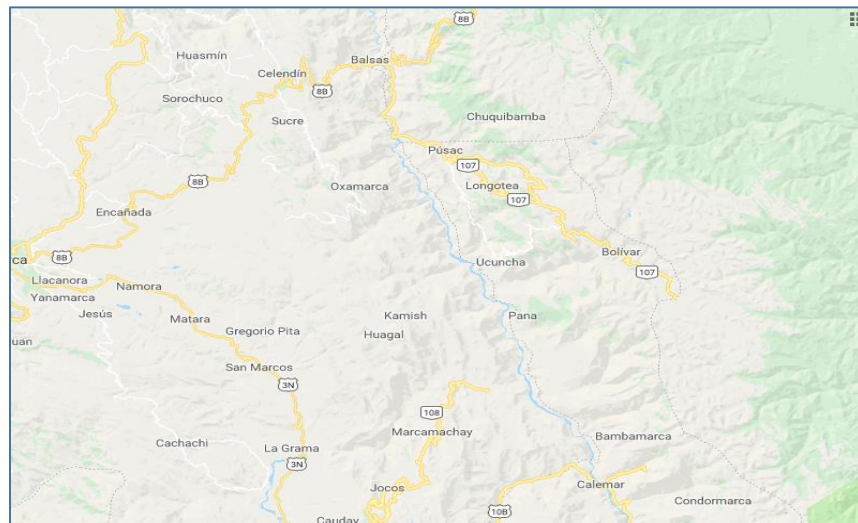 8B
Huasmín
Balsas
Celendín
8B
Sorochuco
Chuquibamba
Sucre
Púsac
107
8B
Oxamarca
Longotea
107
Encañada
Bolívar
8B
ca
Ucuncha
107
Llacanora
Namora
Yanamarca
Jesús
Kamish
Pana
Matara
Gregorio Pita
Huagal
uan
San Marcos
3N
108
Marcamachay
Bambamarca
Cachachi
La Grama
3N
Calemar
Jocos
Condormarca
10B
Cauday